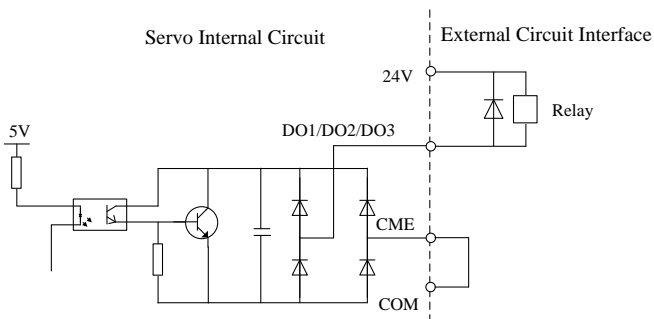 Servo Internal Circuit
External Circuit Interface
24V
Relay
DO1/DO2/DO3
5V
CME
COM